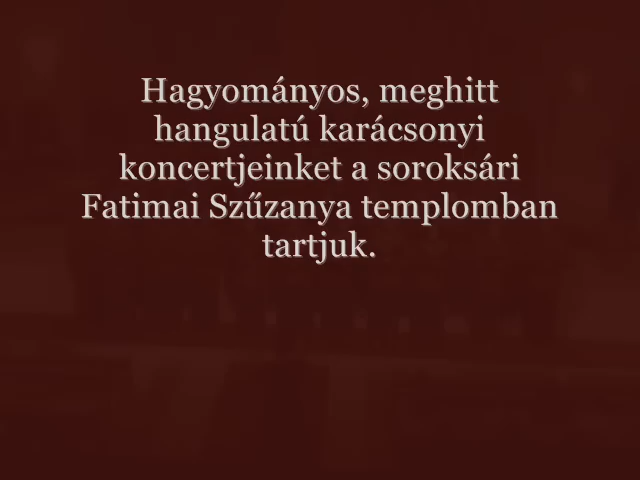 Hagyományos, meghitt
hangulatú karácsonyi
koncertjeinket a soroksári
Fatimai Szűzanya templomban
tartjuk.